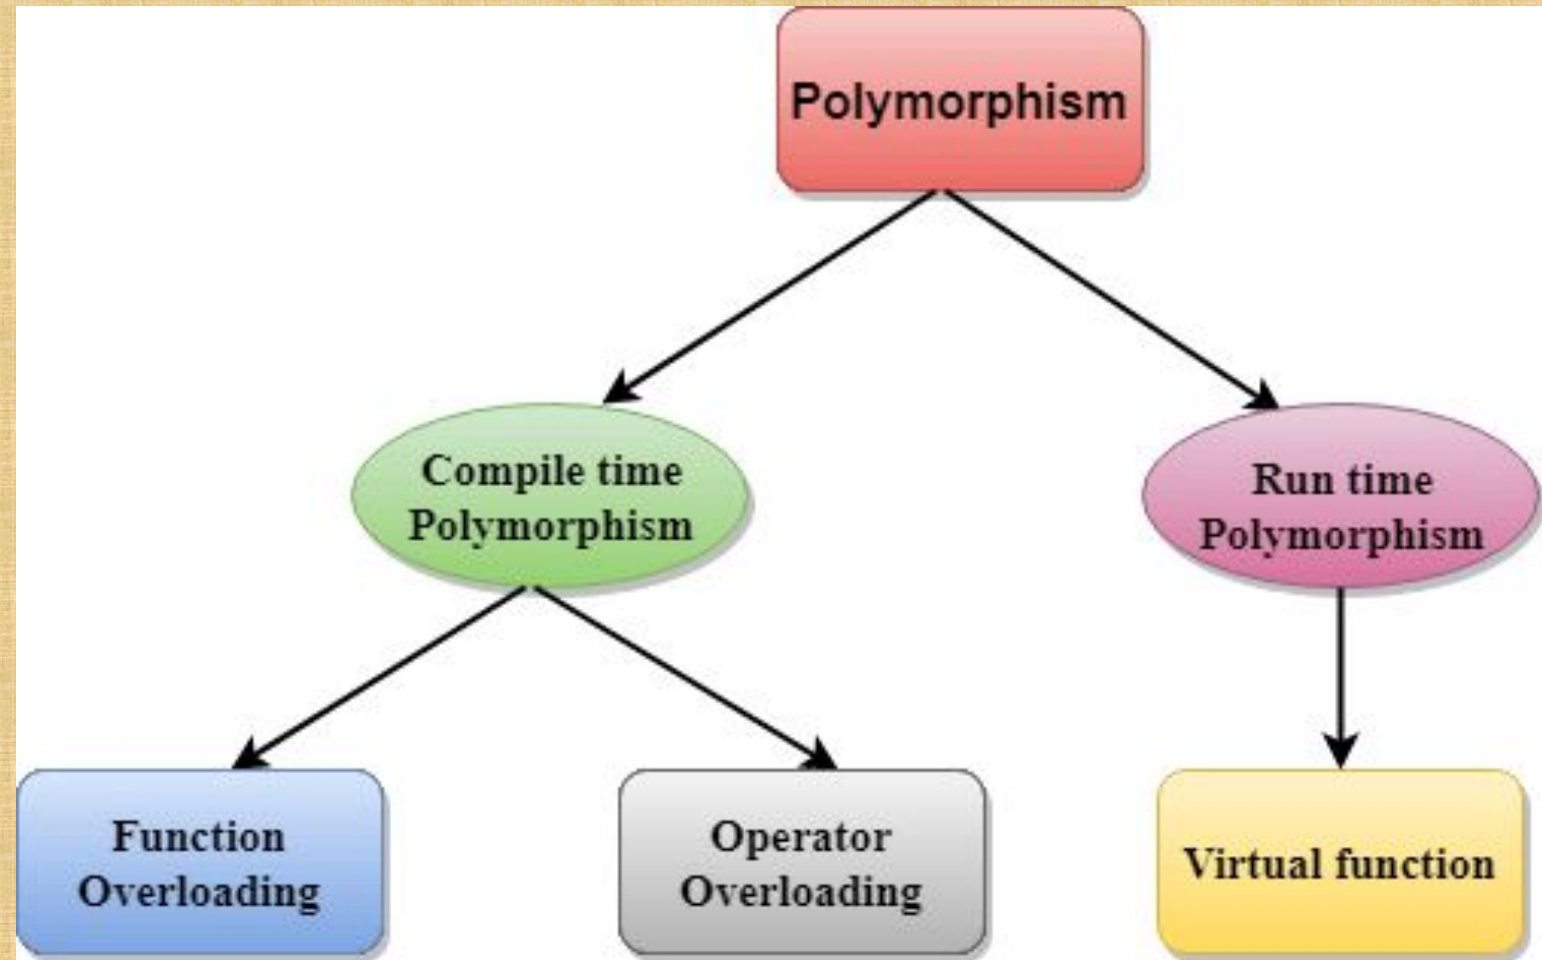 Polymorphism
Compile time
Polymorphism
Run time
Polymorphism
Function
Overloading
Operator
Overloading
Virtual function